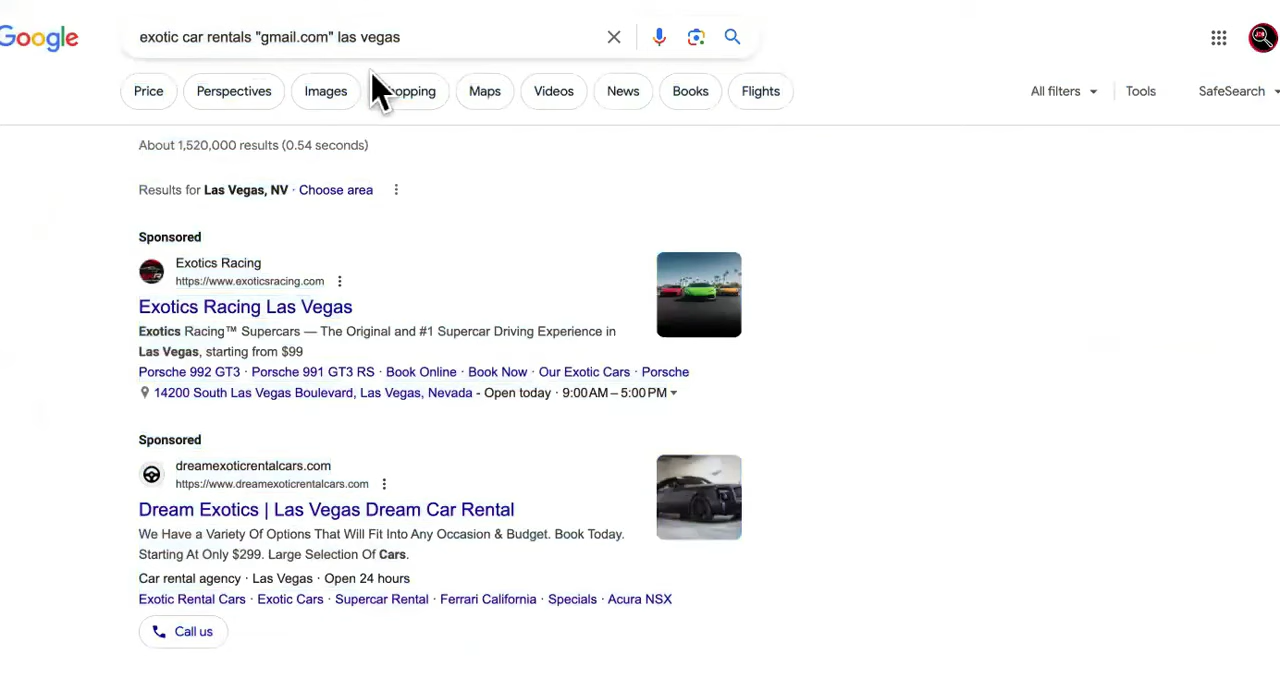 Google
exotic car rentals "gmail.com" las vegas
Price
Perspectives
Images
opping
Maps
Videos
News
Books
Flights
All filters
Tools
SafeSearch
About 1,520,000 results (0.54 seconds)
Results for Las Vegas, NV · Choose area
Sponsored
Exotics Racing
https://www.exoticsracing.com
Exotics Racing Las Vegas
Exotics Racing™ Supercars — The Original and #1 Supercar Driving Experience in
Las Vegas, starting from $99
Porsche 992 GT3 · Porsche 991 GT3 RS · Book Online · Book Now · Our Exotic Cars · Porsche
14200 South Las Vegas Boulevard, Las Vegas, Nevada - Open today · 9:00 AM – 5:00 PM
Sponsored
dreamexoticrentalcars.com
https://www.dreamexoticrentalcars.com
Dream Exotics | Las Vegas Dream Car Rental
We Have a Variety Of Options That Will Fit Into Any Occasion & Budget. Book Today.
Starting At Only $299. Large Selection Of Cars.
Car rental agency · Las Vegas · Open 24 hours
Exotic Rental Cars · Exotic Cars · Supercar Rental · Ferrari California · Specials · Acura NSX
Call us